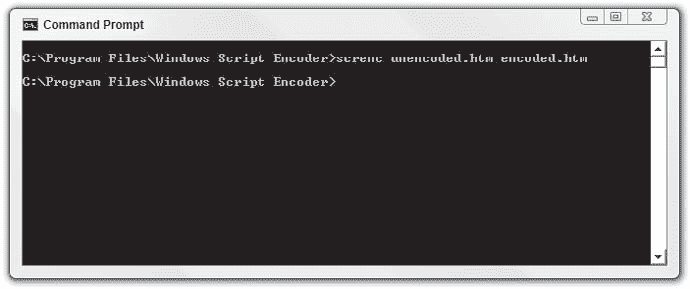 Command Prompt
C:\Program Files\Windows Script Encoder>screnc unencoded.htm encoded.htm
C:\Program Files\Windows Script Encoder>